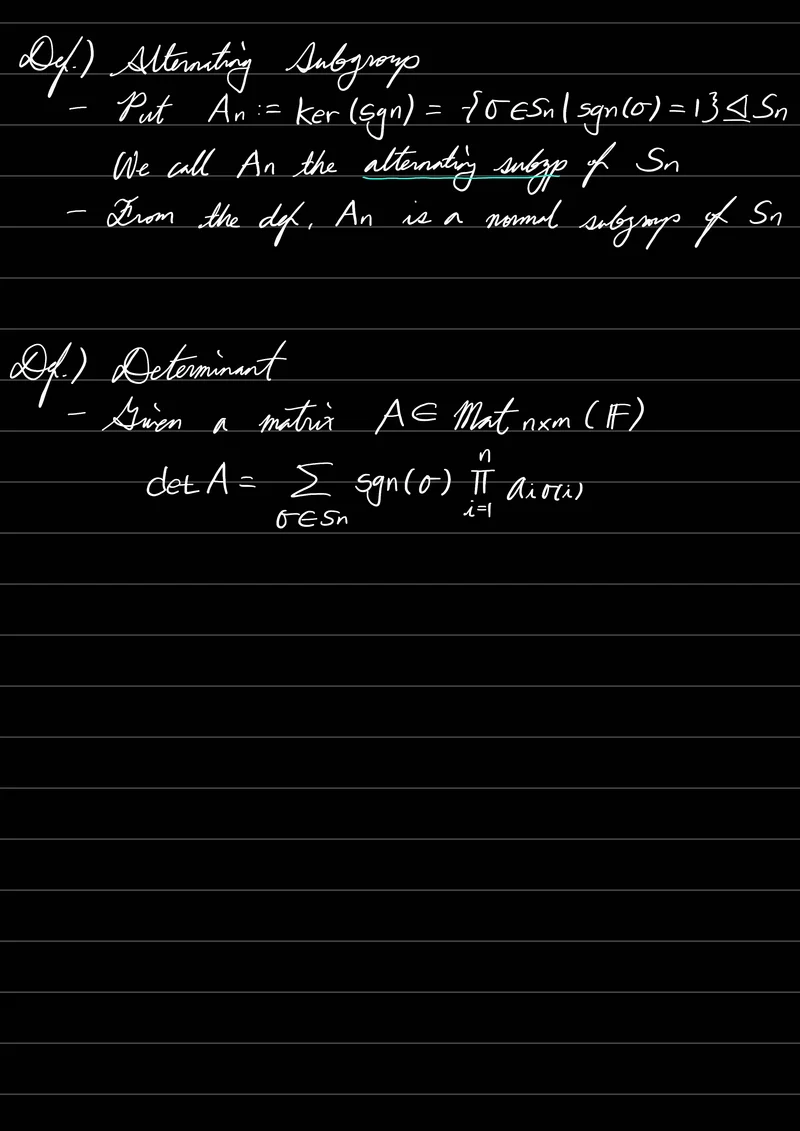 Def.) Alternating Subgroup
- Put An := ker(sgn) = {σ∈Sn | sgn(σ) = 1} ⊴ Sn
We call An the alternating subgp of Sn
- From the def, An is a normal subgroup of Sn
Def.) Determinant
- Given a matrix A ∈ Mat n×m (𝔽)
det A = Σ σ∈Sn sgn(σ) n Π i=1 a i σ(i)